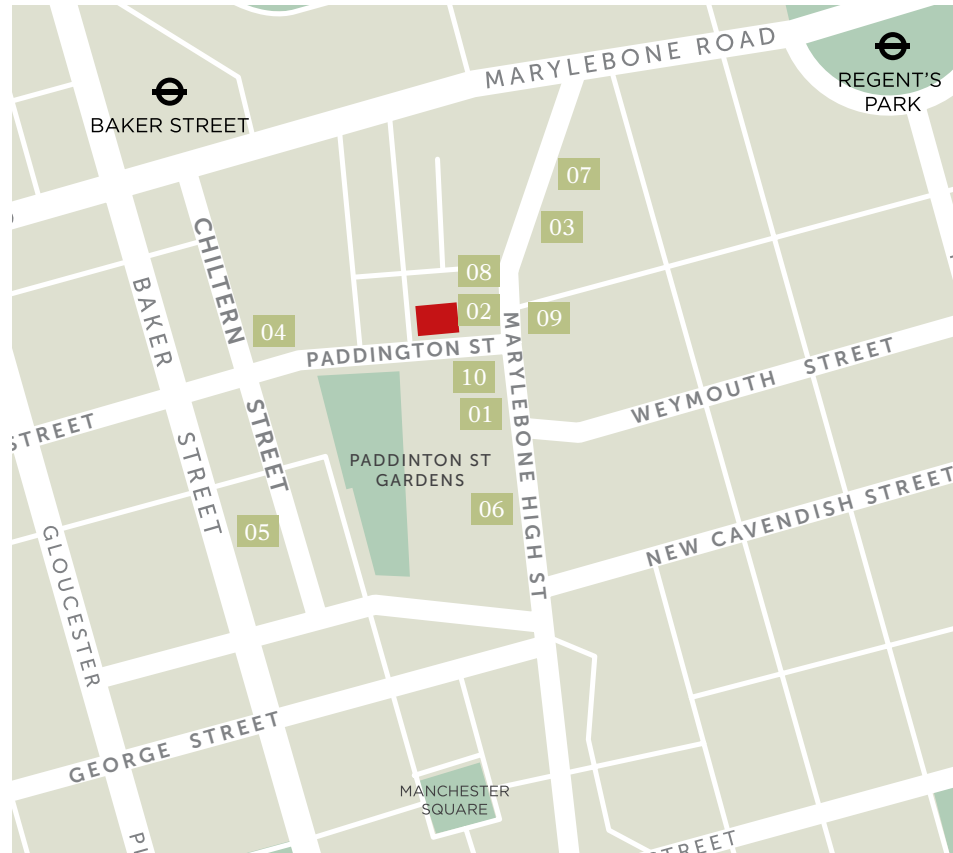 MARYLEBONE ROAD
REGENT'S
PARK
BAKER STREET
07
CHILTERN
STREET
03
08
BAKER
STREET
02
09
04
PADDINGTON ST
MARYLEBONE HIGH ST
WEYMOUTH STREET
10
01
STREET
PADDINTON ST
GARDENS
NEW CAVENDISH STREET
06
05
GLOUCESTER
GEORGE STREET
MANCHESTER
SQUARE
STREET